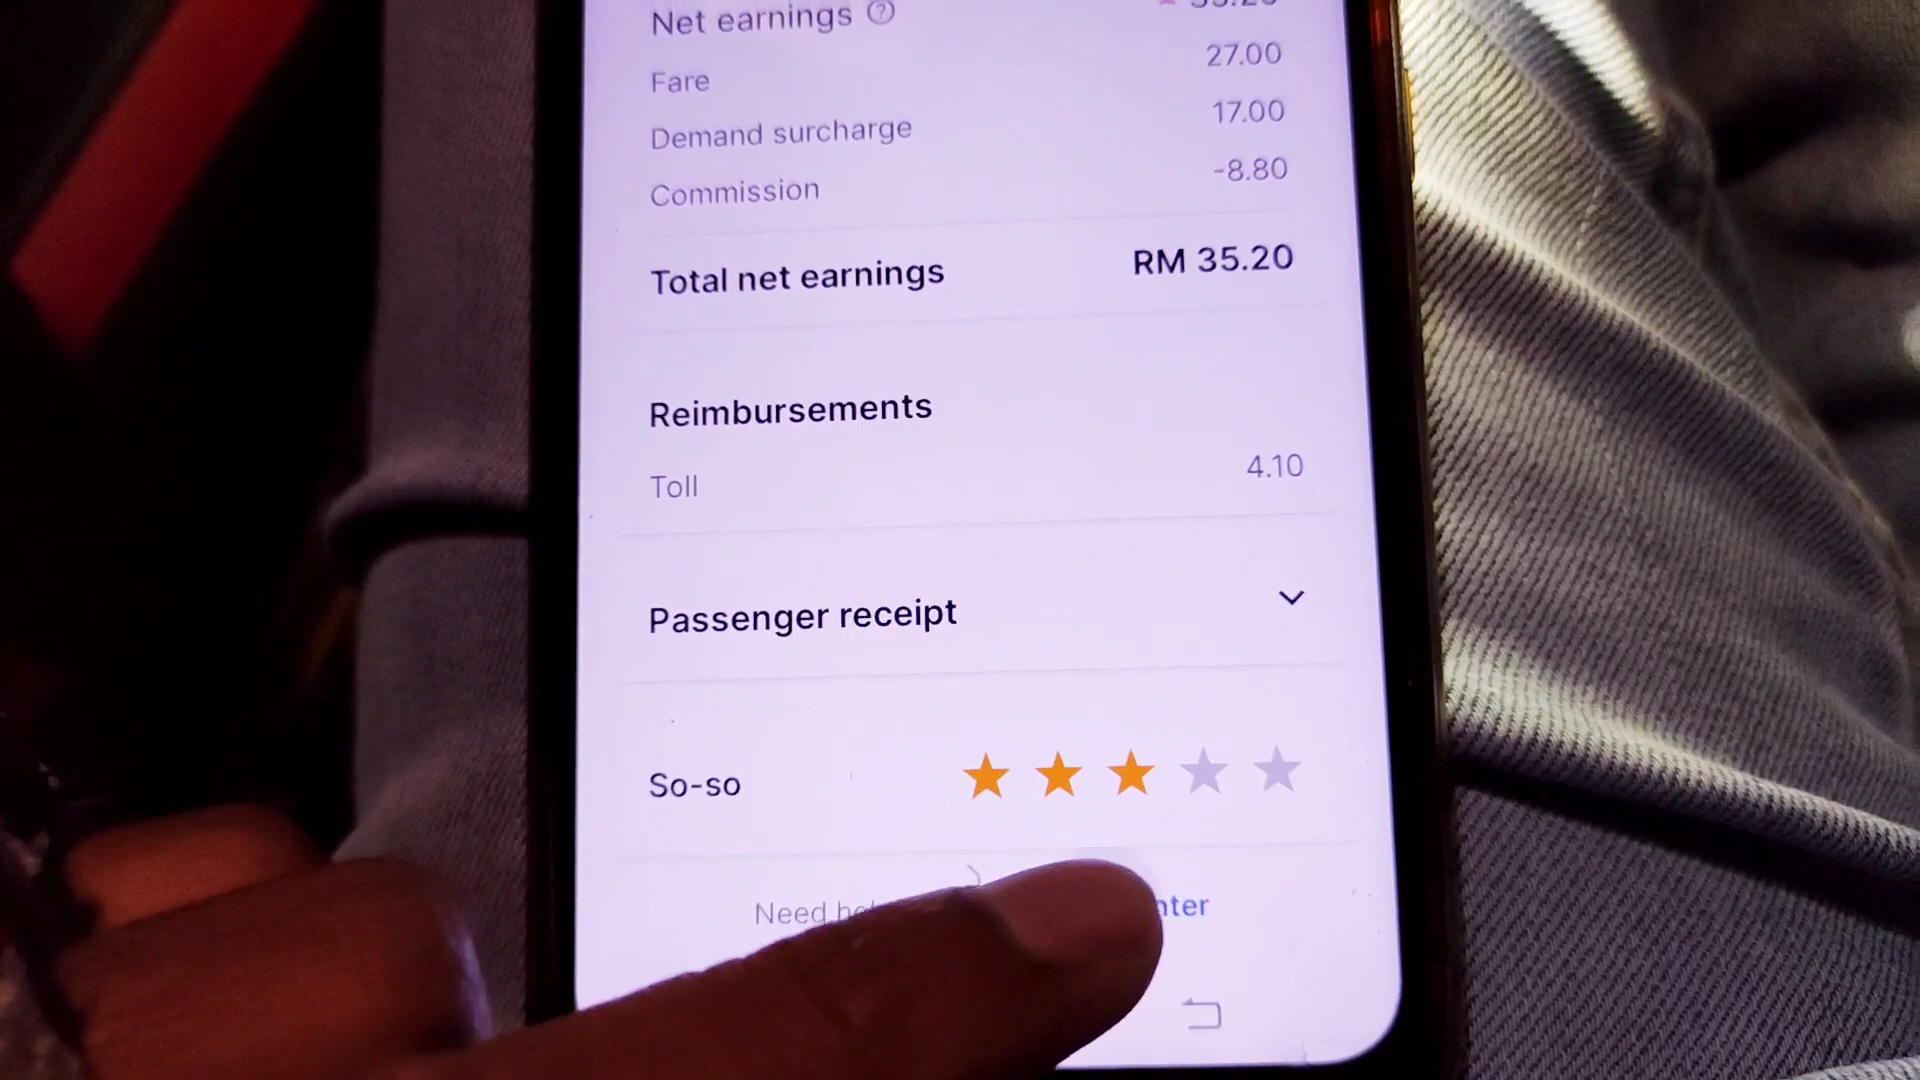 Net earnings ?
Fare 27.00
Demand surcharge 17.00
Commission -8.80
Total net earnings RM 35.20
Reimbursements
Toll 4.10
Passenger receipt
So-so
Need